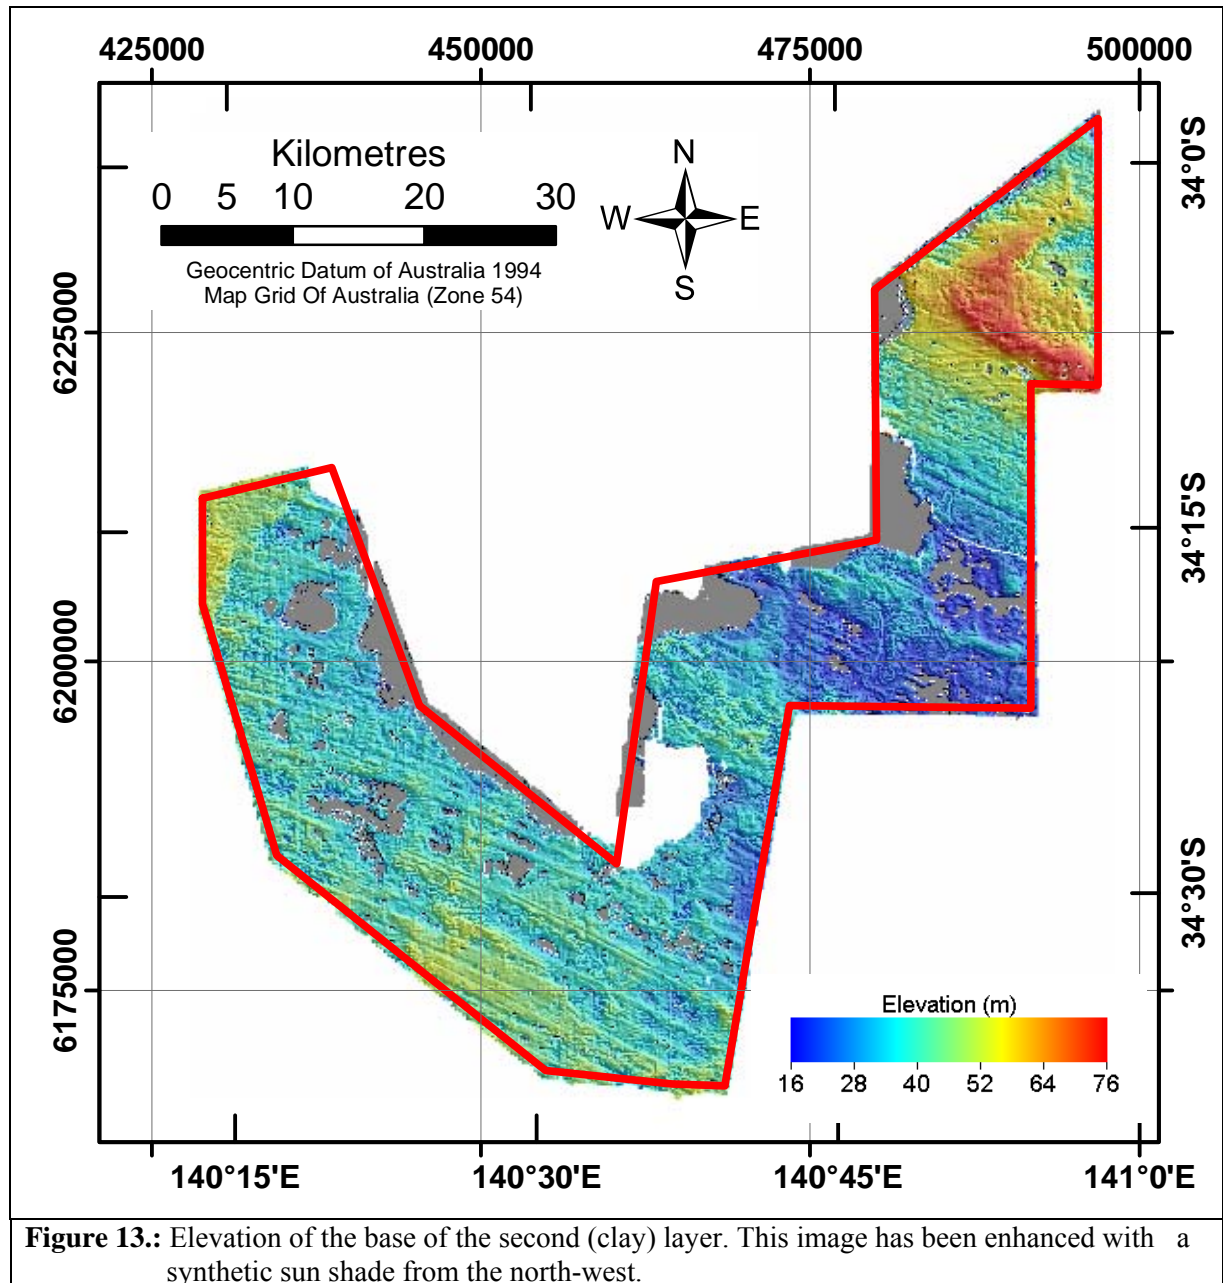 425000 450000 475000 500000
Kilometres
0 5 10 20 30
N
W E
S
Geocentric Datum of Australia 1994
Map Grid Of Australia (Zone 54)
34°0'S
6225000
34°15'S
6200000
34°30'S
6175000
Elevation (m)
16 28 40 52 64 76
140°15'E 140°30'E 140°45'E 141°0'E
Figure 13.: Elevation of the base of the second (clay) layer. This image has been enhanced with a
synthetic sun shade from the north-west.